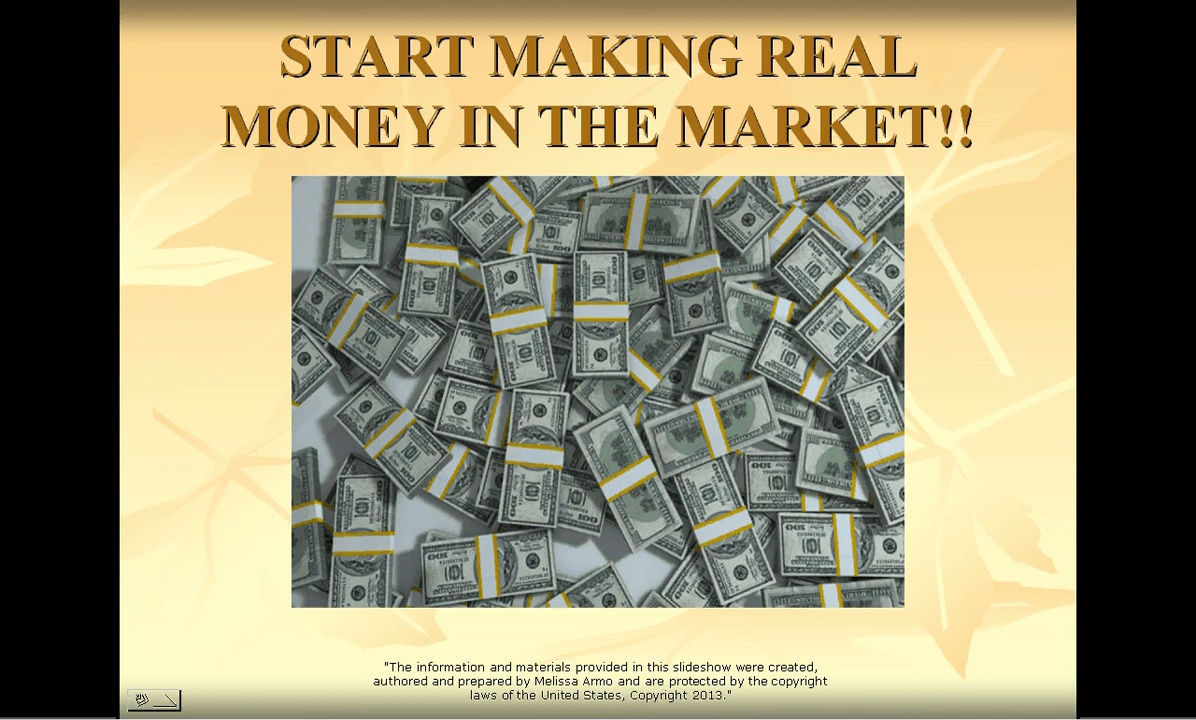 START MAKING REAL
MONEY IN THE MARKET!!
"The information and materials provided in this slideshow were created,
authored and prepared by Melissa Armo and are protected by the copyright
laws of the United States, Copyright 2013."